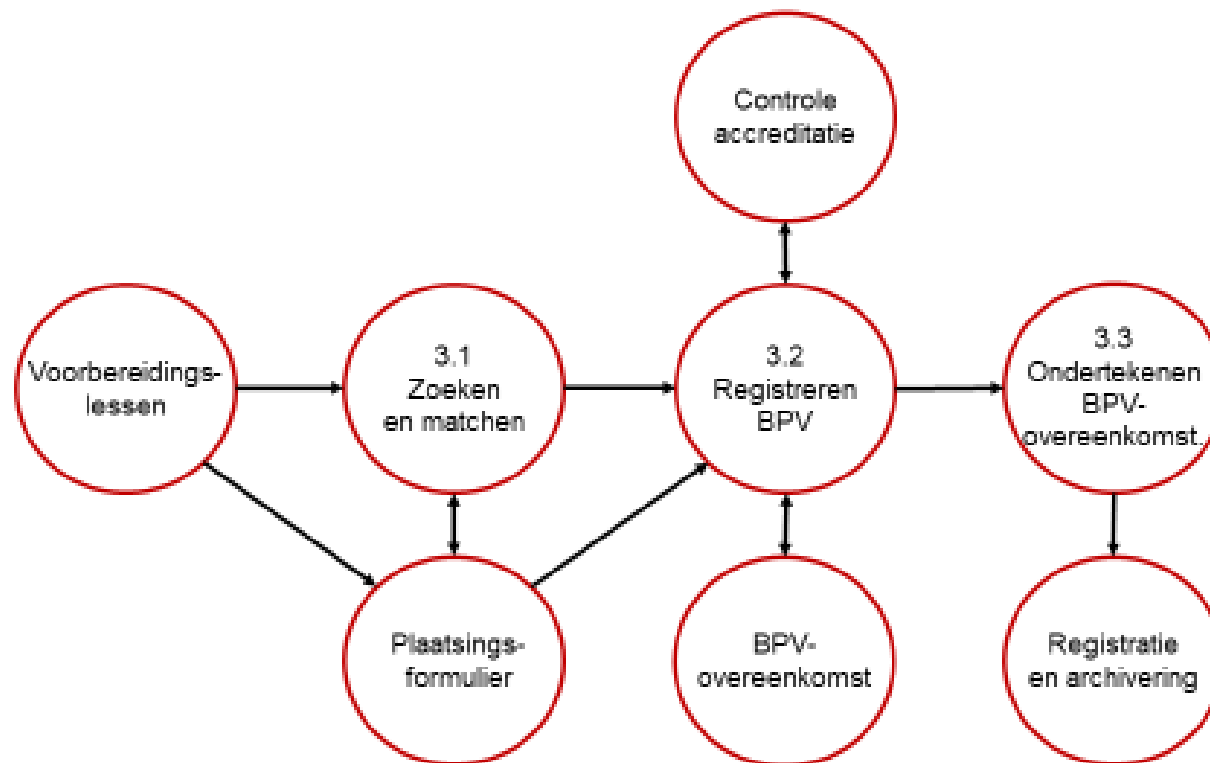 Controle
accreditatie
Voorbereidings-
lessen
3.1
Zoeken
en matchen
3.2
Registreren
BPV
3.3
Ondertekenen
BPV-
overeenkomst.
Plaatsings-
formulier
BPV-
overeenkomst
Registratie
en archivering